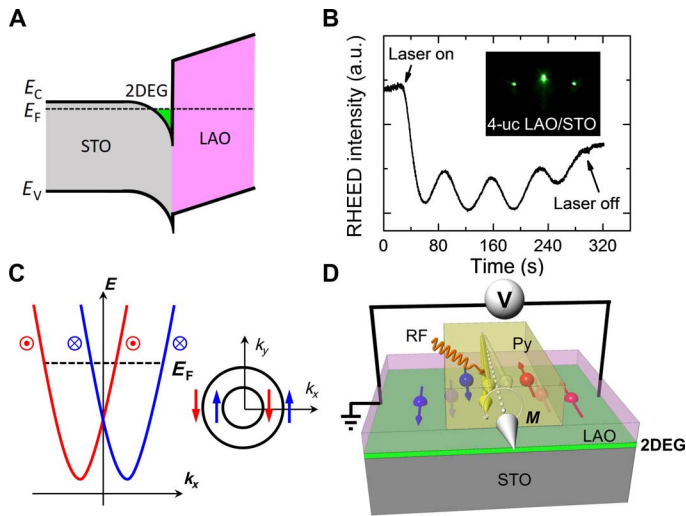 A
E_C
E_F
E_V
2DEG
STO
LAO
B
RHEED intensity (a.u.)
Laser on
4-uc LAO/STO
Laser off
0
80
160
240
320
Time (s)
C
E
E_F
k_x
k_y
k_x
D
V
RF
Py
M
LAO
2DEG
STO